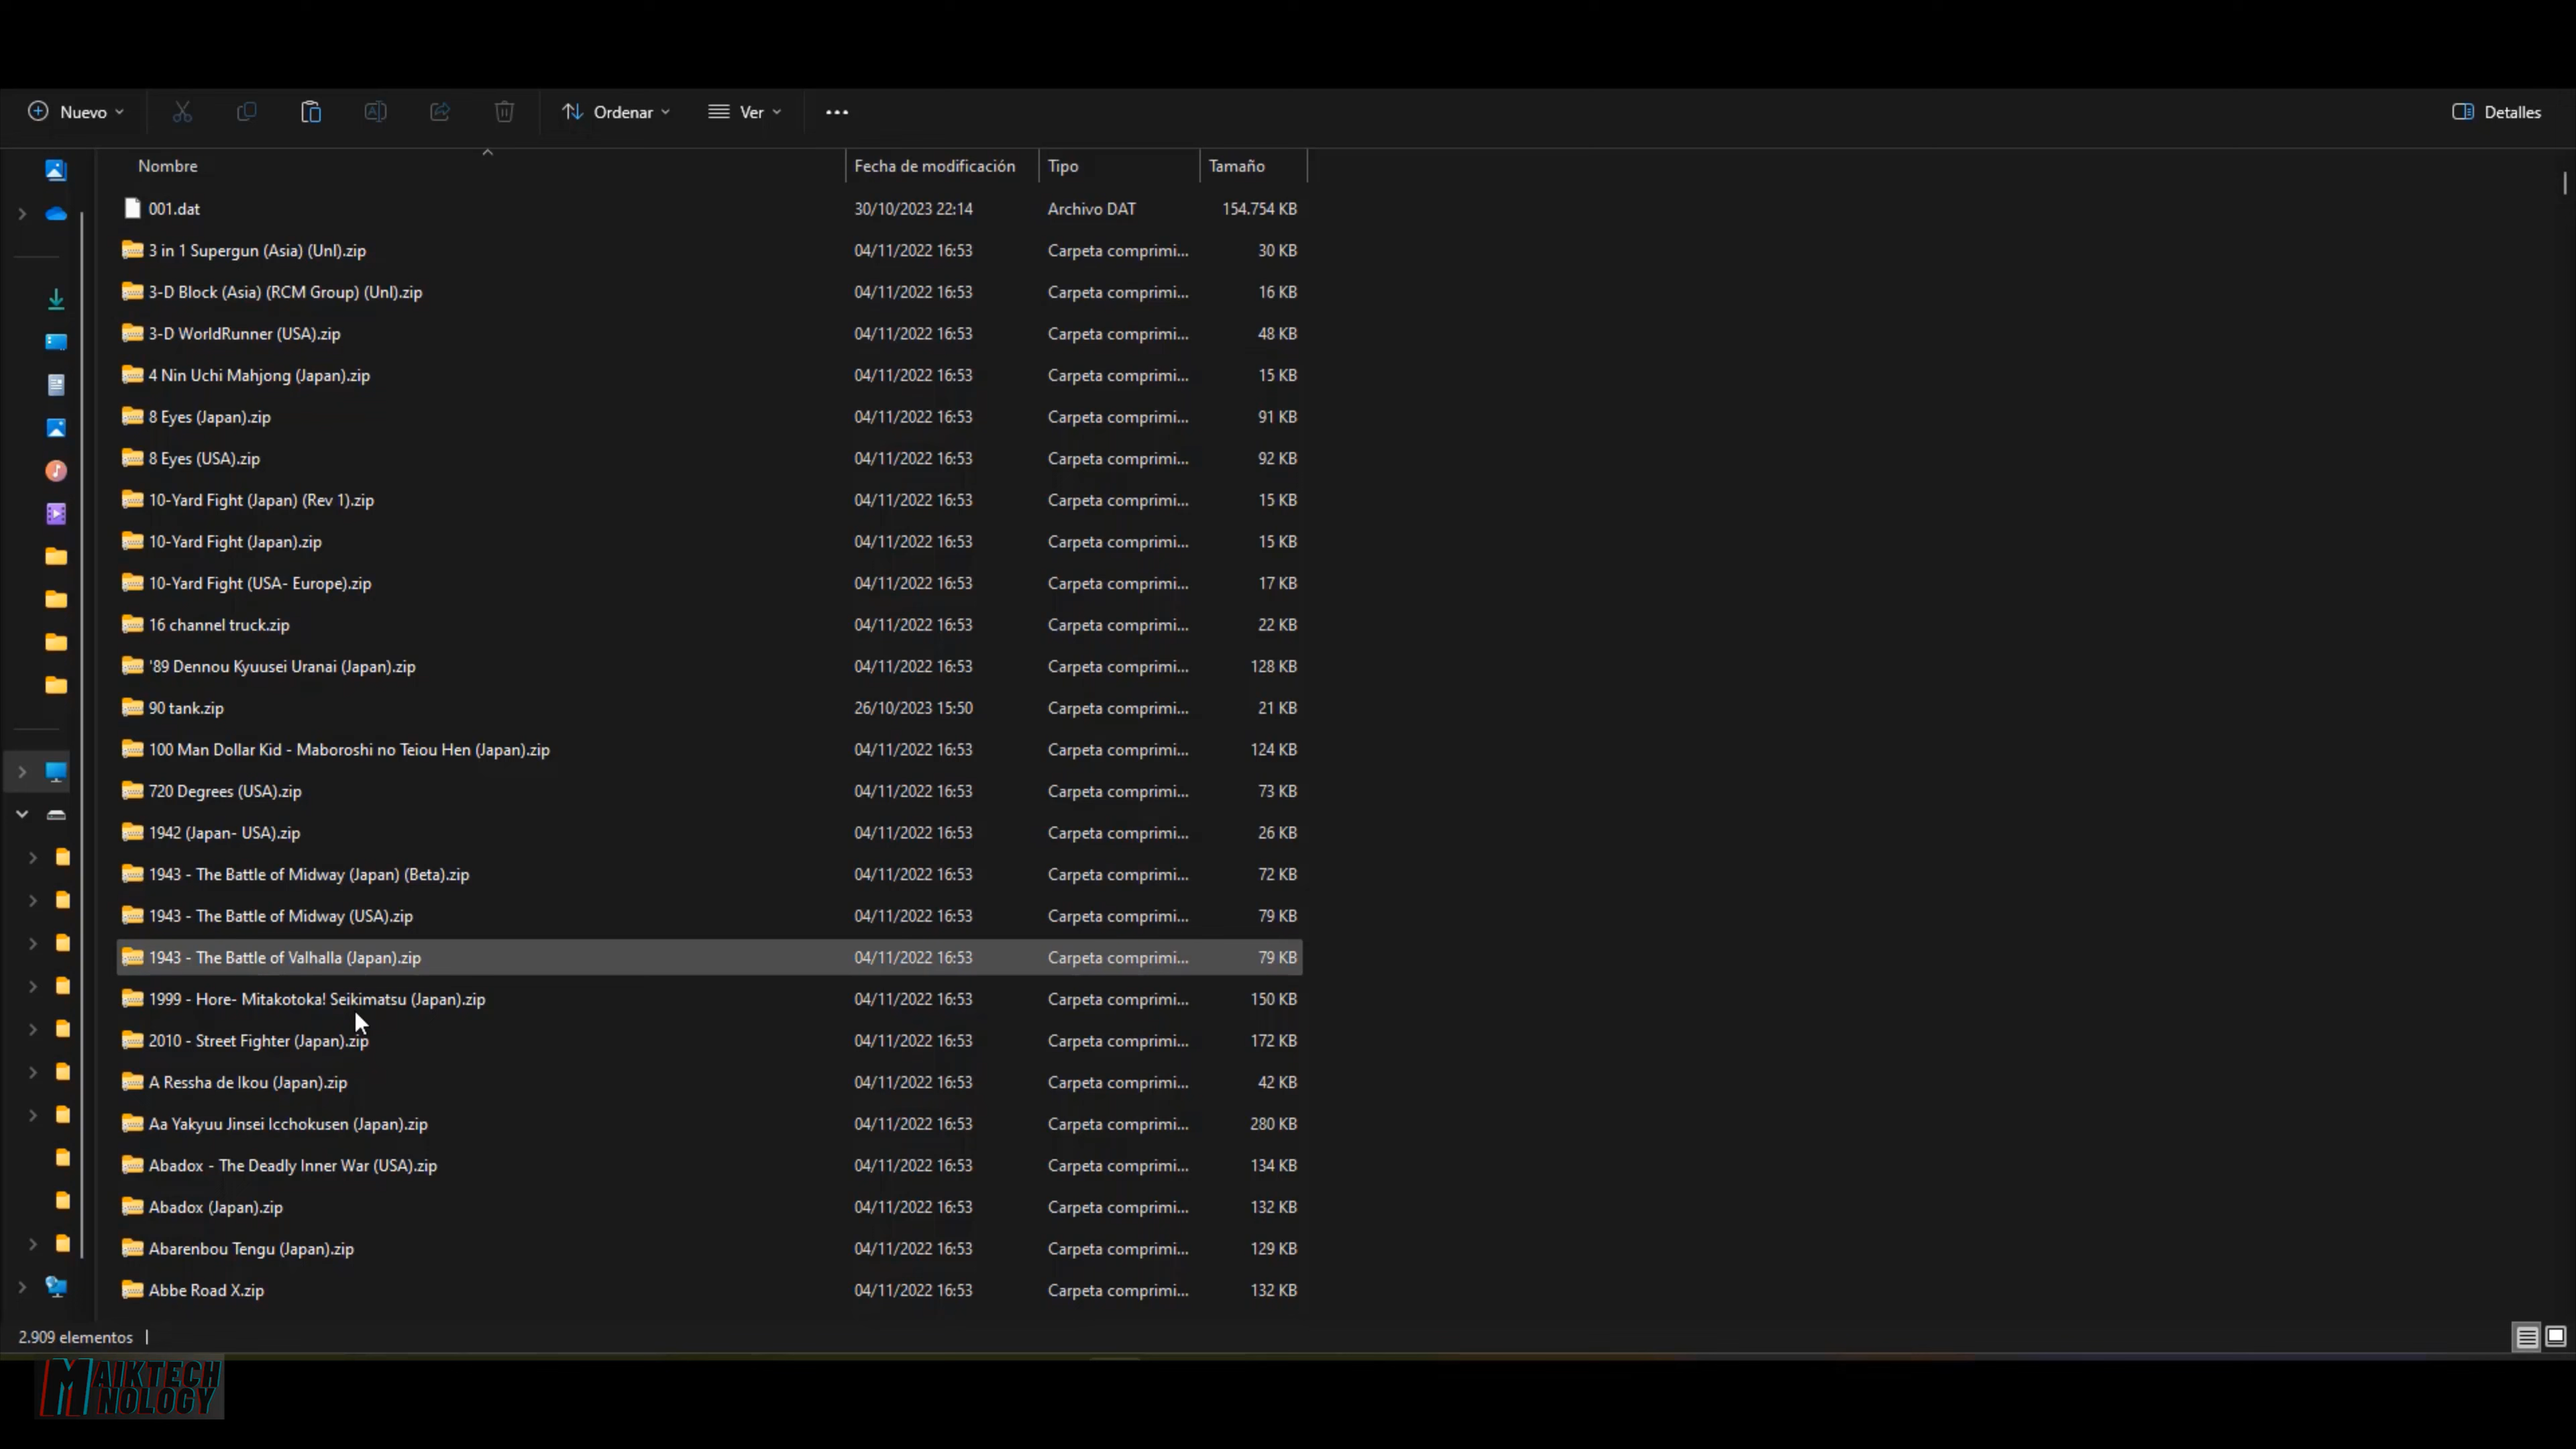 Nuevo Ordenar Ver ••• Detalles
Nombre Fecha de modificación Tipo Tamaño
001.dat 30/10/2023 22:14 Archivo DAT 154.754 KB
3 in 1 Supergun (Asia) (Unl).zip 04/11/2022 16:53 Carpeta comprimi... 30 KB
3-D Block (Asia) (RCM Group) (Unl).zip 04/11/2022 16:53 Carpeta comprimi... 16 KB
3-D WorldRunner (USA).zip 04/11/2022 16:53 Carpeta comprimi... 48 KB
4 Nin Uchi Mahjong (Japan).zip 04/11/2022 16:53 Carpeta comprimi... 15 KB
8 Eyes (Japan).zip 04/11/2022 16:53 Carpeta comprimi... 91 KB
8 Eyes (USA).zip 04/11/2022 16:53 Carpeta comprimi... 92 KB
10-Yard Fight (Japan) (Rev 1).zip 04/11/2022 16:53 Carpeta comprimi... 15 KB
10-Yard Fight (Japan).zip 04/11/2022 16:53 Carpeta comprimi... 15 KB
10-Yard Fight (USA- Europe).zip 04/11/2022 16:53 Carpeta comprimi... 17 KB
16 channel truck.zip 04/11/2022 16:53 Carpeta comprimi... 22 KB
'89 Dennou Kyuusei Uranai (Japan).zip 04/11/2022 16:53 Carpeta comprimi... 128 KB
90 tank.zip 26/10/2023 15:50 Carpeta comprimi... 21 KB
100 Man Dollar Kid - Maboroshi no Teiou Hen (Japan).zip 04/11/2022 16:53 Carpeta comprimi... 124 KB
720 Degrees (USA).zip 04/11/2022 16:53 Carpeta comprimi... 73 KB
1942 (Japan- USA).zip 04/11/2022 16:53 Carpeta comprimi... 26 KB
1943 - The Battle of Midway (Japan) (Beta).zip 04/11/2022 16:53 Carpeta comprimi... 72 KB
1943 - The Battle of Midway (USA).zip 04/11/2022 16:53 Carpeta comprimi... 79 KB
1943 - The Battle of Valhalla (Japan).zip 04/11/2022 16:53 Carpeta comprimi... 79 KB
1999 - Hore- Mitakotoka! Seikimatsu (Japan).zip 04/11/2022 16:53 Carpeta comprimi... 150 KB
2010 - Street Fighter (Japan).zip 04/11/2022 16:53 Carpeta comprimi... 172 KB
A Ressha de Ikou (Japan).zip 04/11/2022 16:53 Carpeta comprimi... 42 KB
Aa Yakyuu Jinsei Icchokusen (Japan).zip 04/11/2022 16:53 Carpeta comprimi... 280 KB
Abadox - The Deadly Inner War (USA).zip 04/11/2022 16:53 Carpeta comprimi... 134 KB
Abadox (Japan).zip 04/11/2022 16:53 Carpeta comprimi... 132 KB
Abarenbou Tengu (Japan).zip 04/11/2022 16:53 Carpeta comprimi... 129 KB
Abbe Road X.zip 04/11/2022 16:53 Carpeta comprimi... 132 KB
2.909 elementos
MAIKTECH
NOLOGY